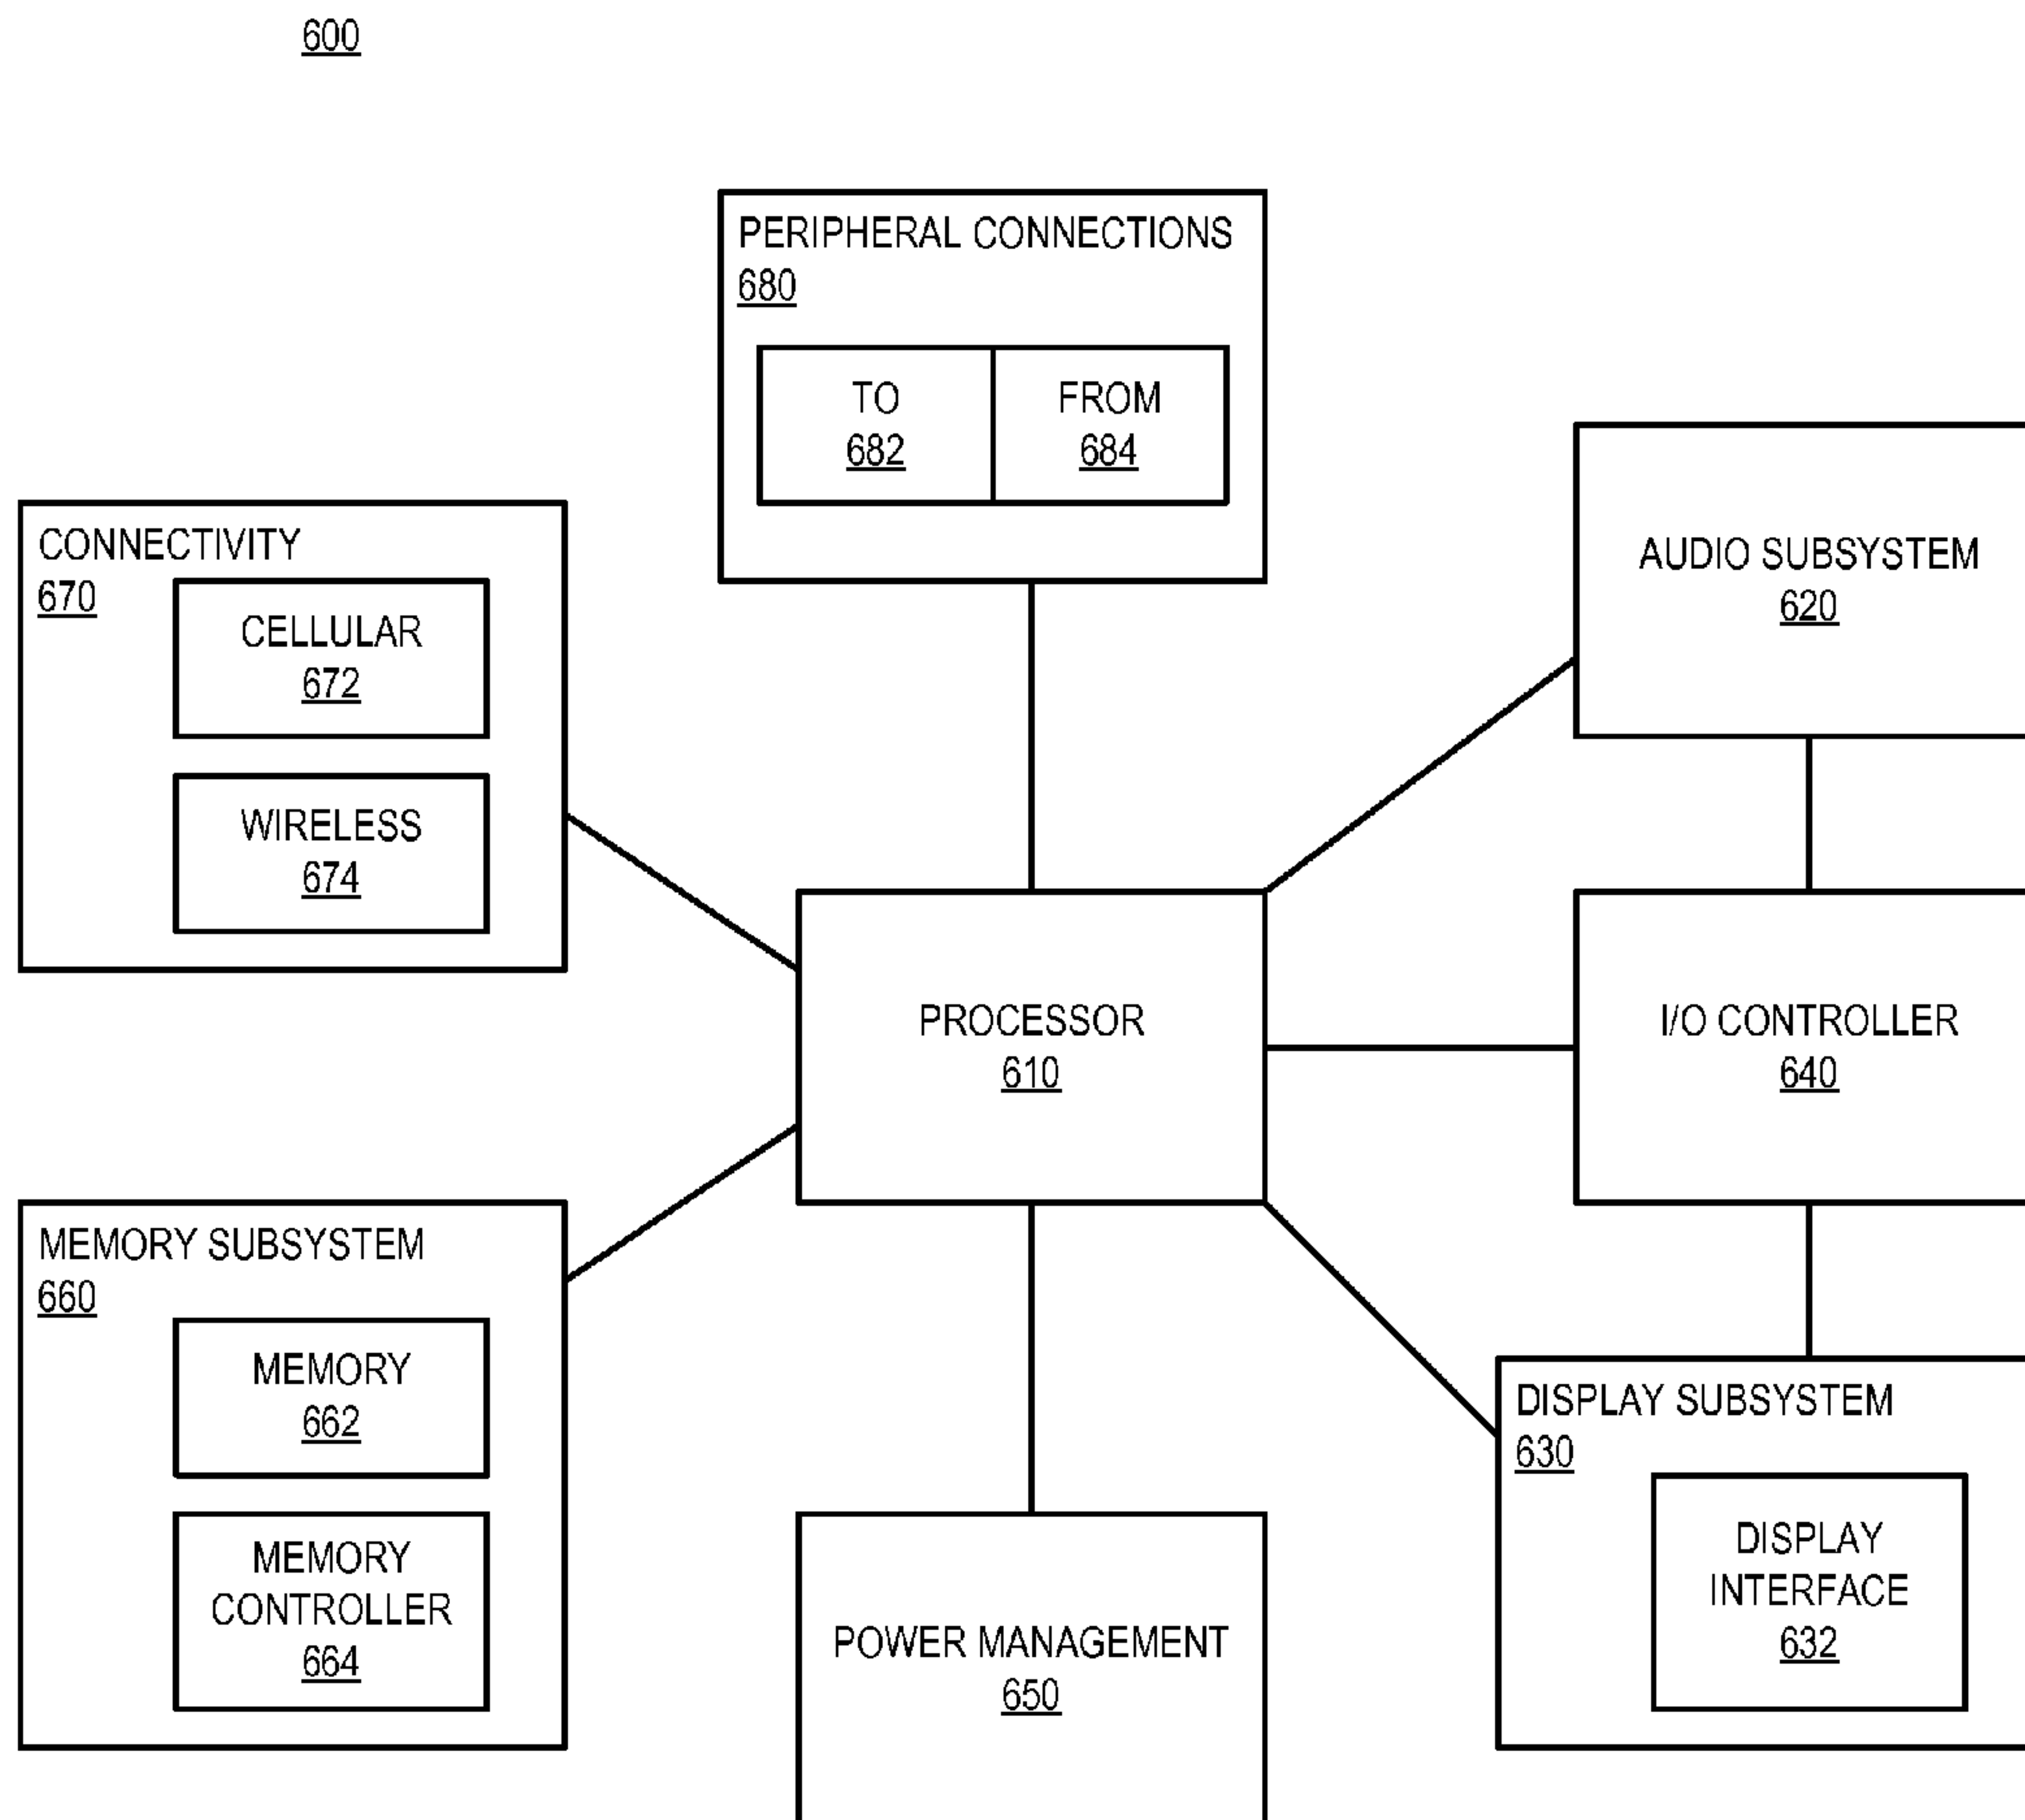 600
PERIPHERAL CONNECTIONS
680
TO
682
FROM
684
AUDIO SUBSYSTEM
620
CONNECTIVITY
670
CELLULAR
672
WIRELESS
674
PROCESSOR
610
I/O CONTROLLER
640
MEMORY SUBSYSTEM
660
MEMORY
662
MEMORY
CONTROLLER
664
POWER MANAGEMENT
650
DISPLAY SUBSYSTEM
630
DISPLAY
INTERFACE
632